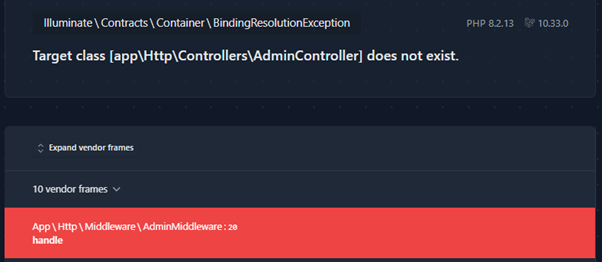 Illuminate\Contracts\Container\BindingResolutionException
PHP 8.2.13 10.33.0
Target class [app\Http\Controllers\AdminController] does not exist.
Expand vendor frames
10 vendor frames
App\Http\Middleware\AdminMiddleware:20
handle